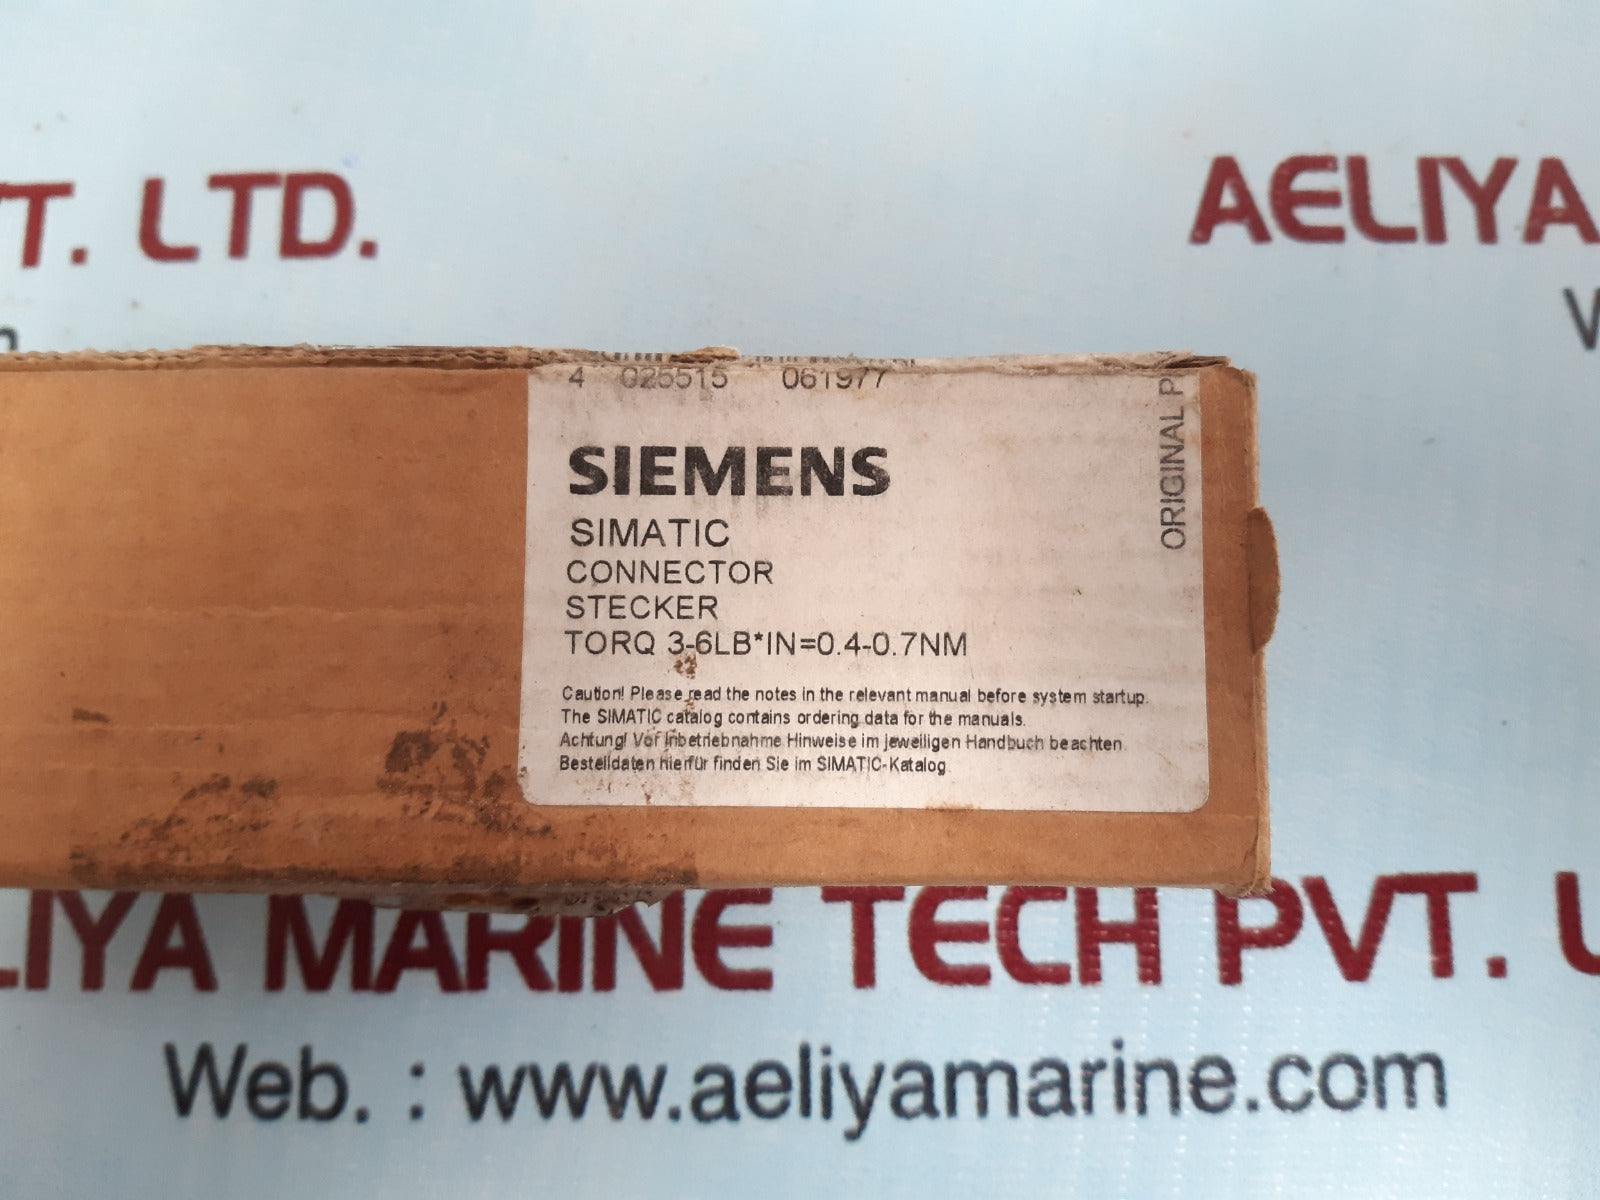 VT. LTD.
AELIYA
4 025515 061977
SIEMENS
SIMATIC
CONNECTOR
STECKER
TORQ 3-6LB*IN=0.4-0.7NM
ORIGINAL P
Caution! Please read the notes in the relevant manual before system startup.
The SIMATIC catalog contains ordering data for the manuals.
Achtung! Vor Inbetriebnahme Hinweise im jeweiligen Handbuch beachten.
Bestelldaten hierfür finden Sie im SIMATIC-Katalog.
LIYA MARINE TECH PVT. L
Web. : www.aeliyamarine.com